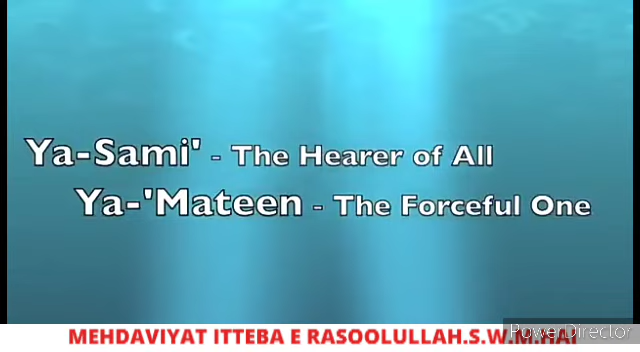 Ya-Sami' - The Hearer of All
Ya-'Mateen - The Forceful One
PowerDirector
MEHDAVIYAT ITTEBA E RASOOLULLAH.S.W.M.HAI